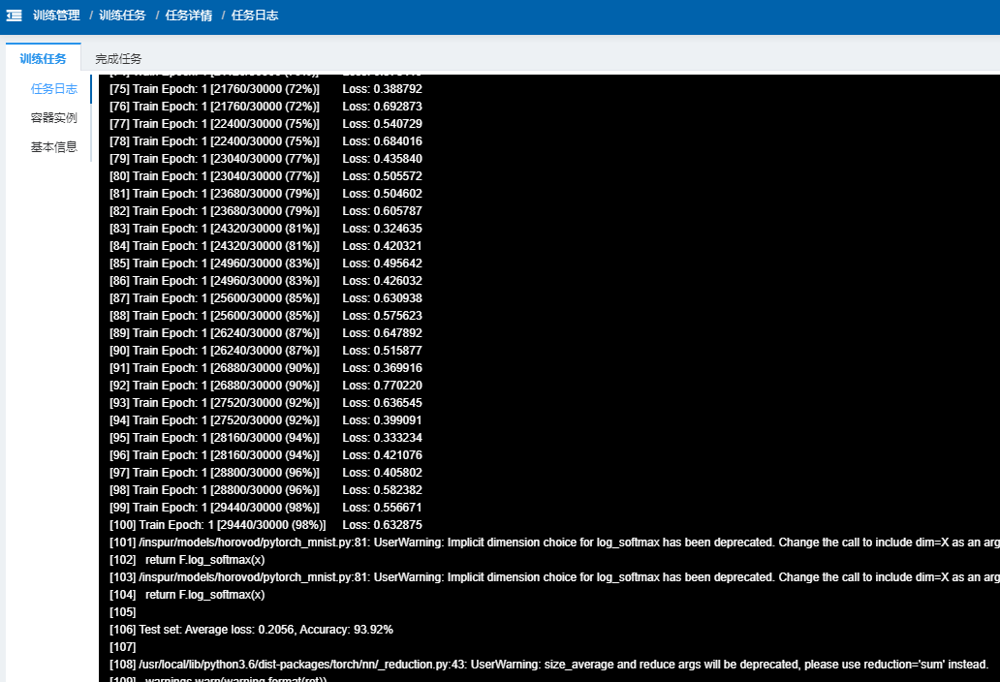 训练管理 / 训练任务 / 任务详情 / 任务日志
训练任务 完成任务
任务日志
容器实例
基本信息
[75] Train Epoch: 1 [21760/30000 (72%)] Loss: 0.388792
[76] Train Epoch: 1 [21760/30000 (72%)] Loss: 0.692873
[77] Train Epoch: 1 [22400/30000 (75%)] Loss: 0.540729
[78] Train Epoch: 1 [22400/30000 (75%)] Loss: 0.684016
[79] Train Epoch: 1 [23040/30000 (77%)] Loss: 0.435840
[80] Train Epoch: 1 [23040/30000 (77%)] Loss: 0.505572
[81] Train Epoch: 1 [23680/30000 (79%)] Loss: 0.504602
[82] Train Epoch: 1 [23680/30000 (79%)] Loss: 0.605787
[83] Train Epoch: 1 [24320/30000 (81%)] Loss: 0.324635
[84] Train Epoch: 1 [24320/30000 (81%)] Loss: 0.420321
[85] Train Epoch: 1 [24960/30000 (83%)] Loss: 0.495642
[86] Train Epoch: 1 [24960/30000 (83%)] Loss: 0.426032
[87] Train Epoch: 1 [25600/30000 (85%)] Loss: 0.630938
[88] Train Epoch: 1 [25600/30000 (85%)] Loss: 0.575623
[89] Train Epoch: 1 [26240/30000 (87%)] Loss: 0.647892
[90] Train Epoch: 1 [26240/30000 (87%)] Loss: 0.515877
[91] Train Epoch: 1 [26880/30000 (90%)] Loss: 0.369916
[92] Train Epoch: 1 [26880/30000 (90%)] Loss: 0.770220
[93] Train Epoch: 1 [27520/30000 (92%)] Loss: 0.636545
[94] Train Epoch: 1 [27520/30000 (92%)] Loss: 0.399091
[95] Train Epoch: 1 [28160/30000 (94%)] Loss: 0.333234
[96] Train Epoch: 1 [28160/30000 (94%)] Loss: 0.421076
[97] Train Epoch: 1 [28800/30000 (96%)] Loss: 0.405802
[98] Train Epoch: 1 [28800/30000 (96%)] Loss: 0.582382
[99] Train Epoch: 1 [29440/30000 (98%)] Loss: 0.556671
[100] Train Epoch: 1 [29440/30000 (98%)] Loss: 0.632875
[101] /inspur/models/horovod/pytorch_mnist.py:81: UserWarning: Implicit dimension choice for log_softmax has been deprecated. Change the call to include dim=X as an arg
[102] return F.log_softmax(x)
[103] /inspur/models/horovod/pytorch_mnist.py:81: UserWarning: Implicit dimension choice for log_softmax has been deprecated. Change the call to include dim=X as an arg
[104] return F.log_softmax(x)
[105]
[106] Test set: Average loss: 0.2056, Accuracy: 93.92%
[107]
[108] /usr/local/lib/python3.6/dist-packages/torch/nn/_reduction.py:43: UserWarning: size_average and reduce args will be deprecated, please use reduction='sum' instead.
[109] warnings.warn(warning.format(ret))